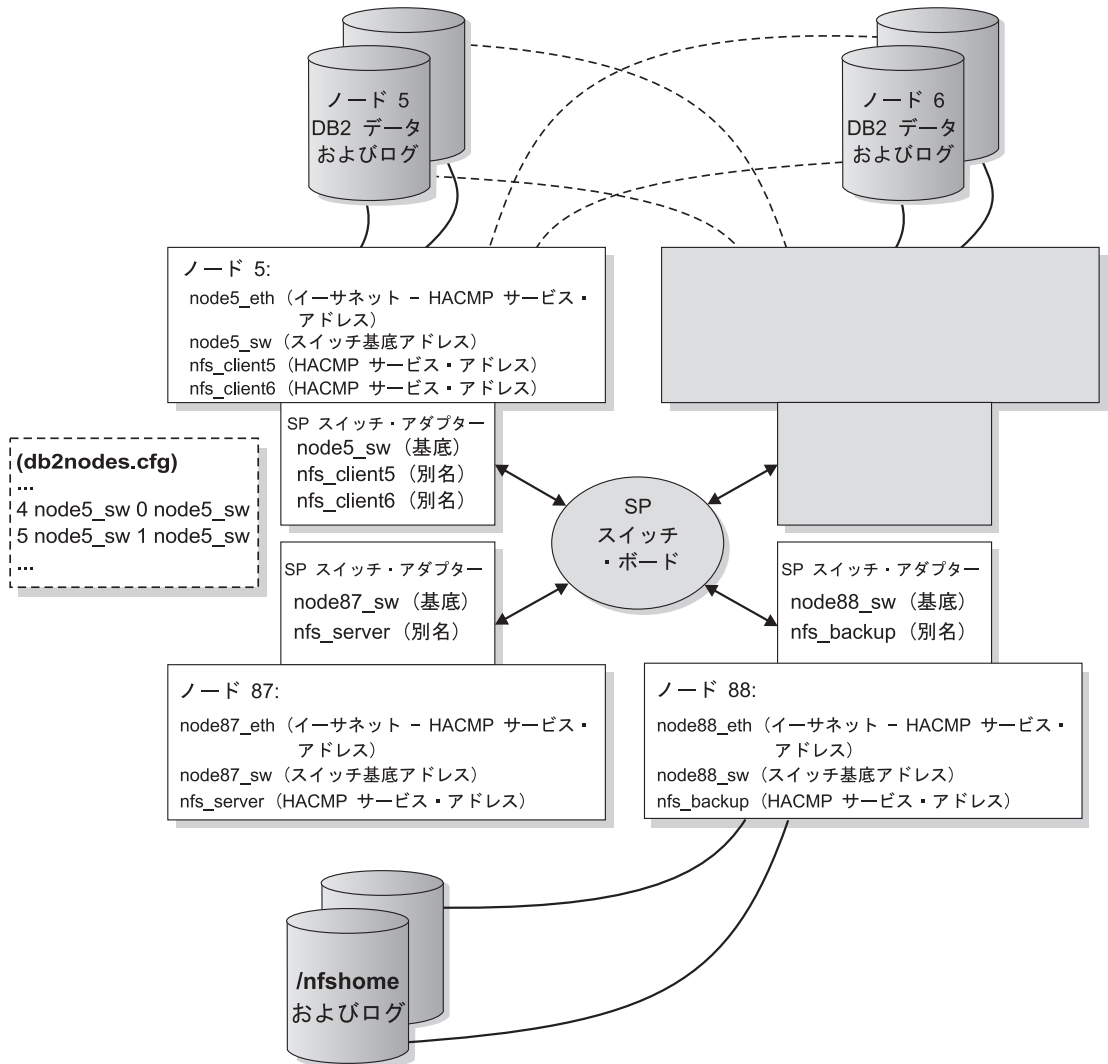 ノード 5
DB2 データ
およびログ
ノード 6
DB2 データ
およびログ
ノード 5:
node5_eth（イーサネット － HACMP サービス・
アドレス）
node5_sw（スイッチ基底アドレス）
nfs_client5（HACMP サービス・アドレス）
nfs_client6（HACMP サービス・アドレス）
SP スイッチ・アダプター
node5_sw（基底）
nfs_client5（別名）
nfs_client6（別名）
(db2nodes.cfg)
...
4 node5_sw 0 node5_sw
5 node5_sw 1 node5_sw
...
SP
スイッチ
・ボード
SP スイッチ・アダプター
node87_sw（基底）
nfs_server（別名）
SP スイッチ・アダプター
node88_sw（基底）
nfs_backup（別名）
ノード 87:
node87_eth（イーサネット － HACMP サービス・
アドレス）
node87_sw（スイッチ基底アドレス）
nfs_server（HACMP サービス・アドレス）
ノード 88:
node88_eth（イーサネット － HACMP サービス・
アドレス）
node88_sw（スイッチ基底アドレス）
nfs_backup（HACMP サービス・アドレス）
/nfshome
およびログ